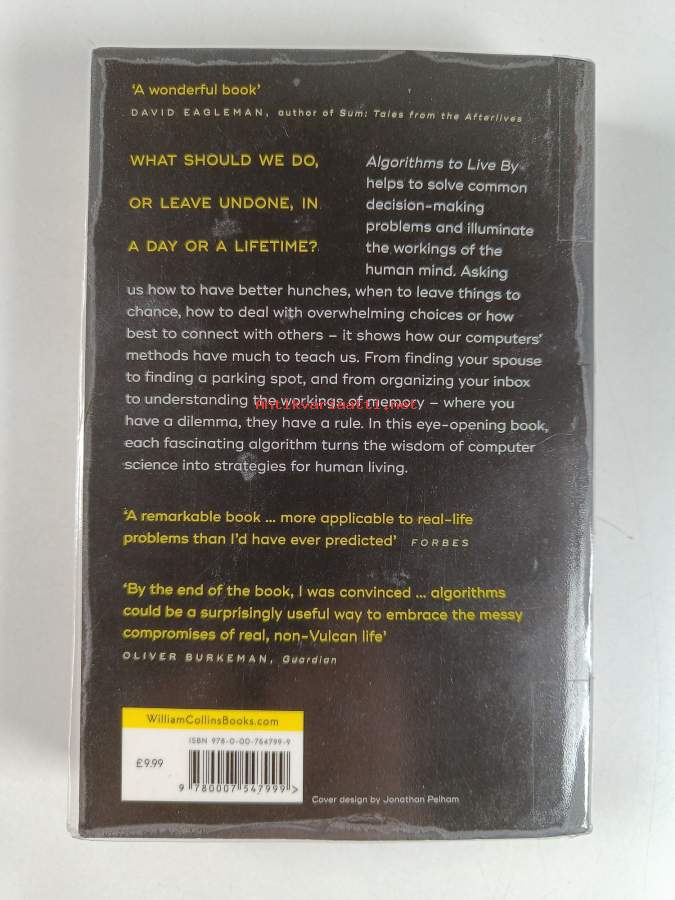 ‘A wonderful book’
DAVID EAGLEMAN, author of Sum: Tales from the Afterlives
WHAT SHOULD WE DO,
OR LEAVE UNDONE, IN
A DAY OR A LIFETIME?
Algorithms to Live By
helps to solve common
decision-making
problems and illuminate
the workings of the
human mind. Asking
us how to have better hunches, when to leave things to
chance, how to deal with overwhelming choices or how
best to connect with others – it shows how our computers’
methods have much to teach us. From finding your spouse
to finding a parking spot, and from organizing your inbox
to understanding the workings of memory – where you
Antikvariaatti.net
have a dilemma, they have a rule. In this eye-opening book,
each fascinating algorithm turns the wisdom of computer
science into strategies for human living.
‘A remarkable book ... more applicable to real-life
problems than I’d have ever predicted’ FORBES
‘By the end of the book, I was convinced ... algorithms
could be a surprisingly useful way to embrace the messy
compromises of real, non-Vulcan life’
OLIVER BURKEMAN, Guardian
WilliamCollinsBooks.com
ISBN 978-0-00-754799-9
£9.99
9 780007 547999 >
Cover design by Jonathan Pelham